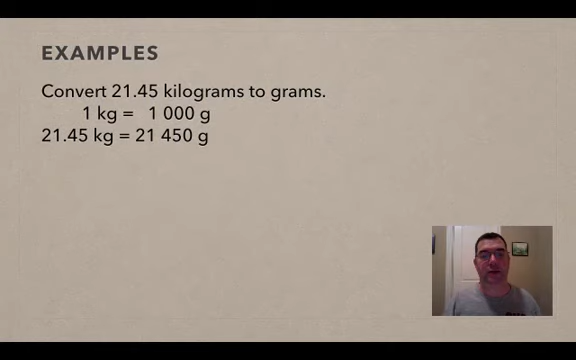 EXAMPLES
Convert 21.45 kilograms to grams.
1 kg = 1 000 g
21.45 kg = 21 450 g